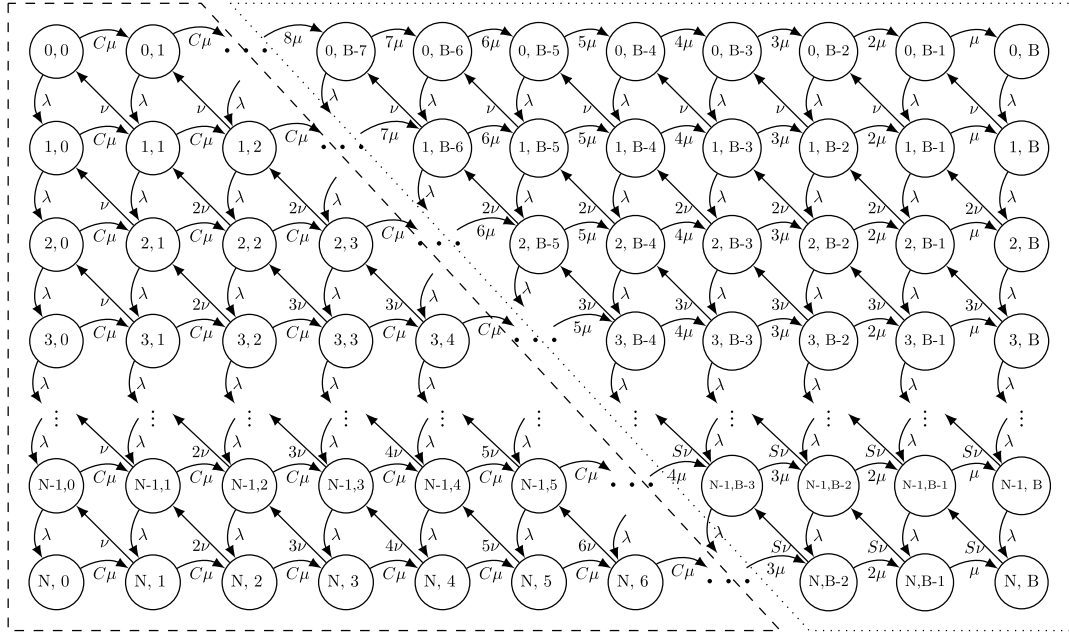 Cμ Cμ 8μ 7μ 6μ 5μ 4μ 3μ 2μ μ
0, 0 0, 1 . . . 0, B-7 0, B-6 0, B-5 0, B-4 0, B-3 0, B-2 0, B-1 0, B
λ λ λ λ λ λ λ λ λ λ λ
ν ν ν ν ν ν ν ν
Cμ Cμ Cμ 7μ 6μ 5μ 4μ 3μ 2μ μ
1, 0 1, 1 1, 2 . . . 1, B-6 1, B-5 1, B-4 1, B-3 1, B-2 1, B-1 1, B
λ λ λ λ λ λ λ λ λ λ λ
ν 2ν 2ν 2ν 2ν 2ν 2ν 2ν 2ν
Cμ Cμ Cμ Cμ 6μ 5μ 4μ 3μ 2μ μ
2, 0 2, 1 2, 2 2, 3 . . . 2, B-5 2, B-4 2, B-3 2, B-2 2, B-1 2, B
λ λ λ λ λ λ λ λ λ λ λ
ν 2ν 3ν 3ν 3ν 3ν 3ν 3ν 3ν
Cμ Cμ Cμ Cμ Cμ 5μ 4μ 3μ 2μ μ
3, 0 3, 1 3, 2 3, 3 3, 4 . . . 3, B-4 3, B-3 3, B-2 3, B-1 3, B
λ λ λ λ λ λ λ λ λ λ
⋮ ⋮ ⋮ ⋮ ⋮ ⋮ ⋮ ⋮ ⋮ ⋮ ⋮
λ λ λ λ λ λ λ λ λ λ
ν 2ν 3ν 4ν 5ν Sν Sν Sν Sν
Cμ Cμ Cμ Cμ Cμ Cμ 4μ 3μ 2μ μ
N-1,0 N-1,1 N-1,2 N-1,3 N-1,4 N-1,5 . . . N-1,B-3 N-1,B-2 N-1,B-1 N-1, B
λ λ λ λ λ λ λ λ λ λ λ
ν 2ν 3ν 4ν 5ν 6ν Sν Sν Sν
Cμ Cμ Cμ Cμ Cμ Cμ Cμ 3μ 2μ μ
N, 0 N, 1 N, 2 N, 3 N, 4 N, 5 N, 6 . . . N,B-2 N,B-1 N, B